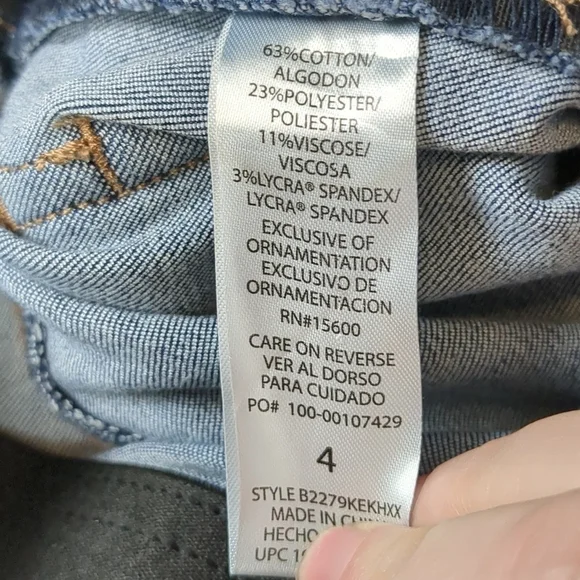 63%COTTON/
ALGODON
23%POLYESTER/
POLIESTER
11%VISCOSE/
VISCOSA
3%LYCRA® SPANDEX/
LYCRA® SPANDEX
EXCLUSIVE OF
ORNAMENTATION
EXCLUSIVO DE
ORNAMENTACION
RN#15600
CARE ON REVERSE
VER AL DORSO
PARA CUIDADO
PO# 100-00107429
4
STYLE B2279KEKHXX
MADE IN
HECHO
UPC